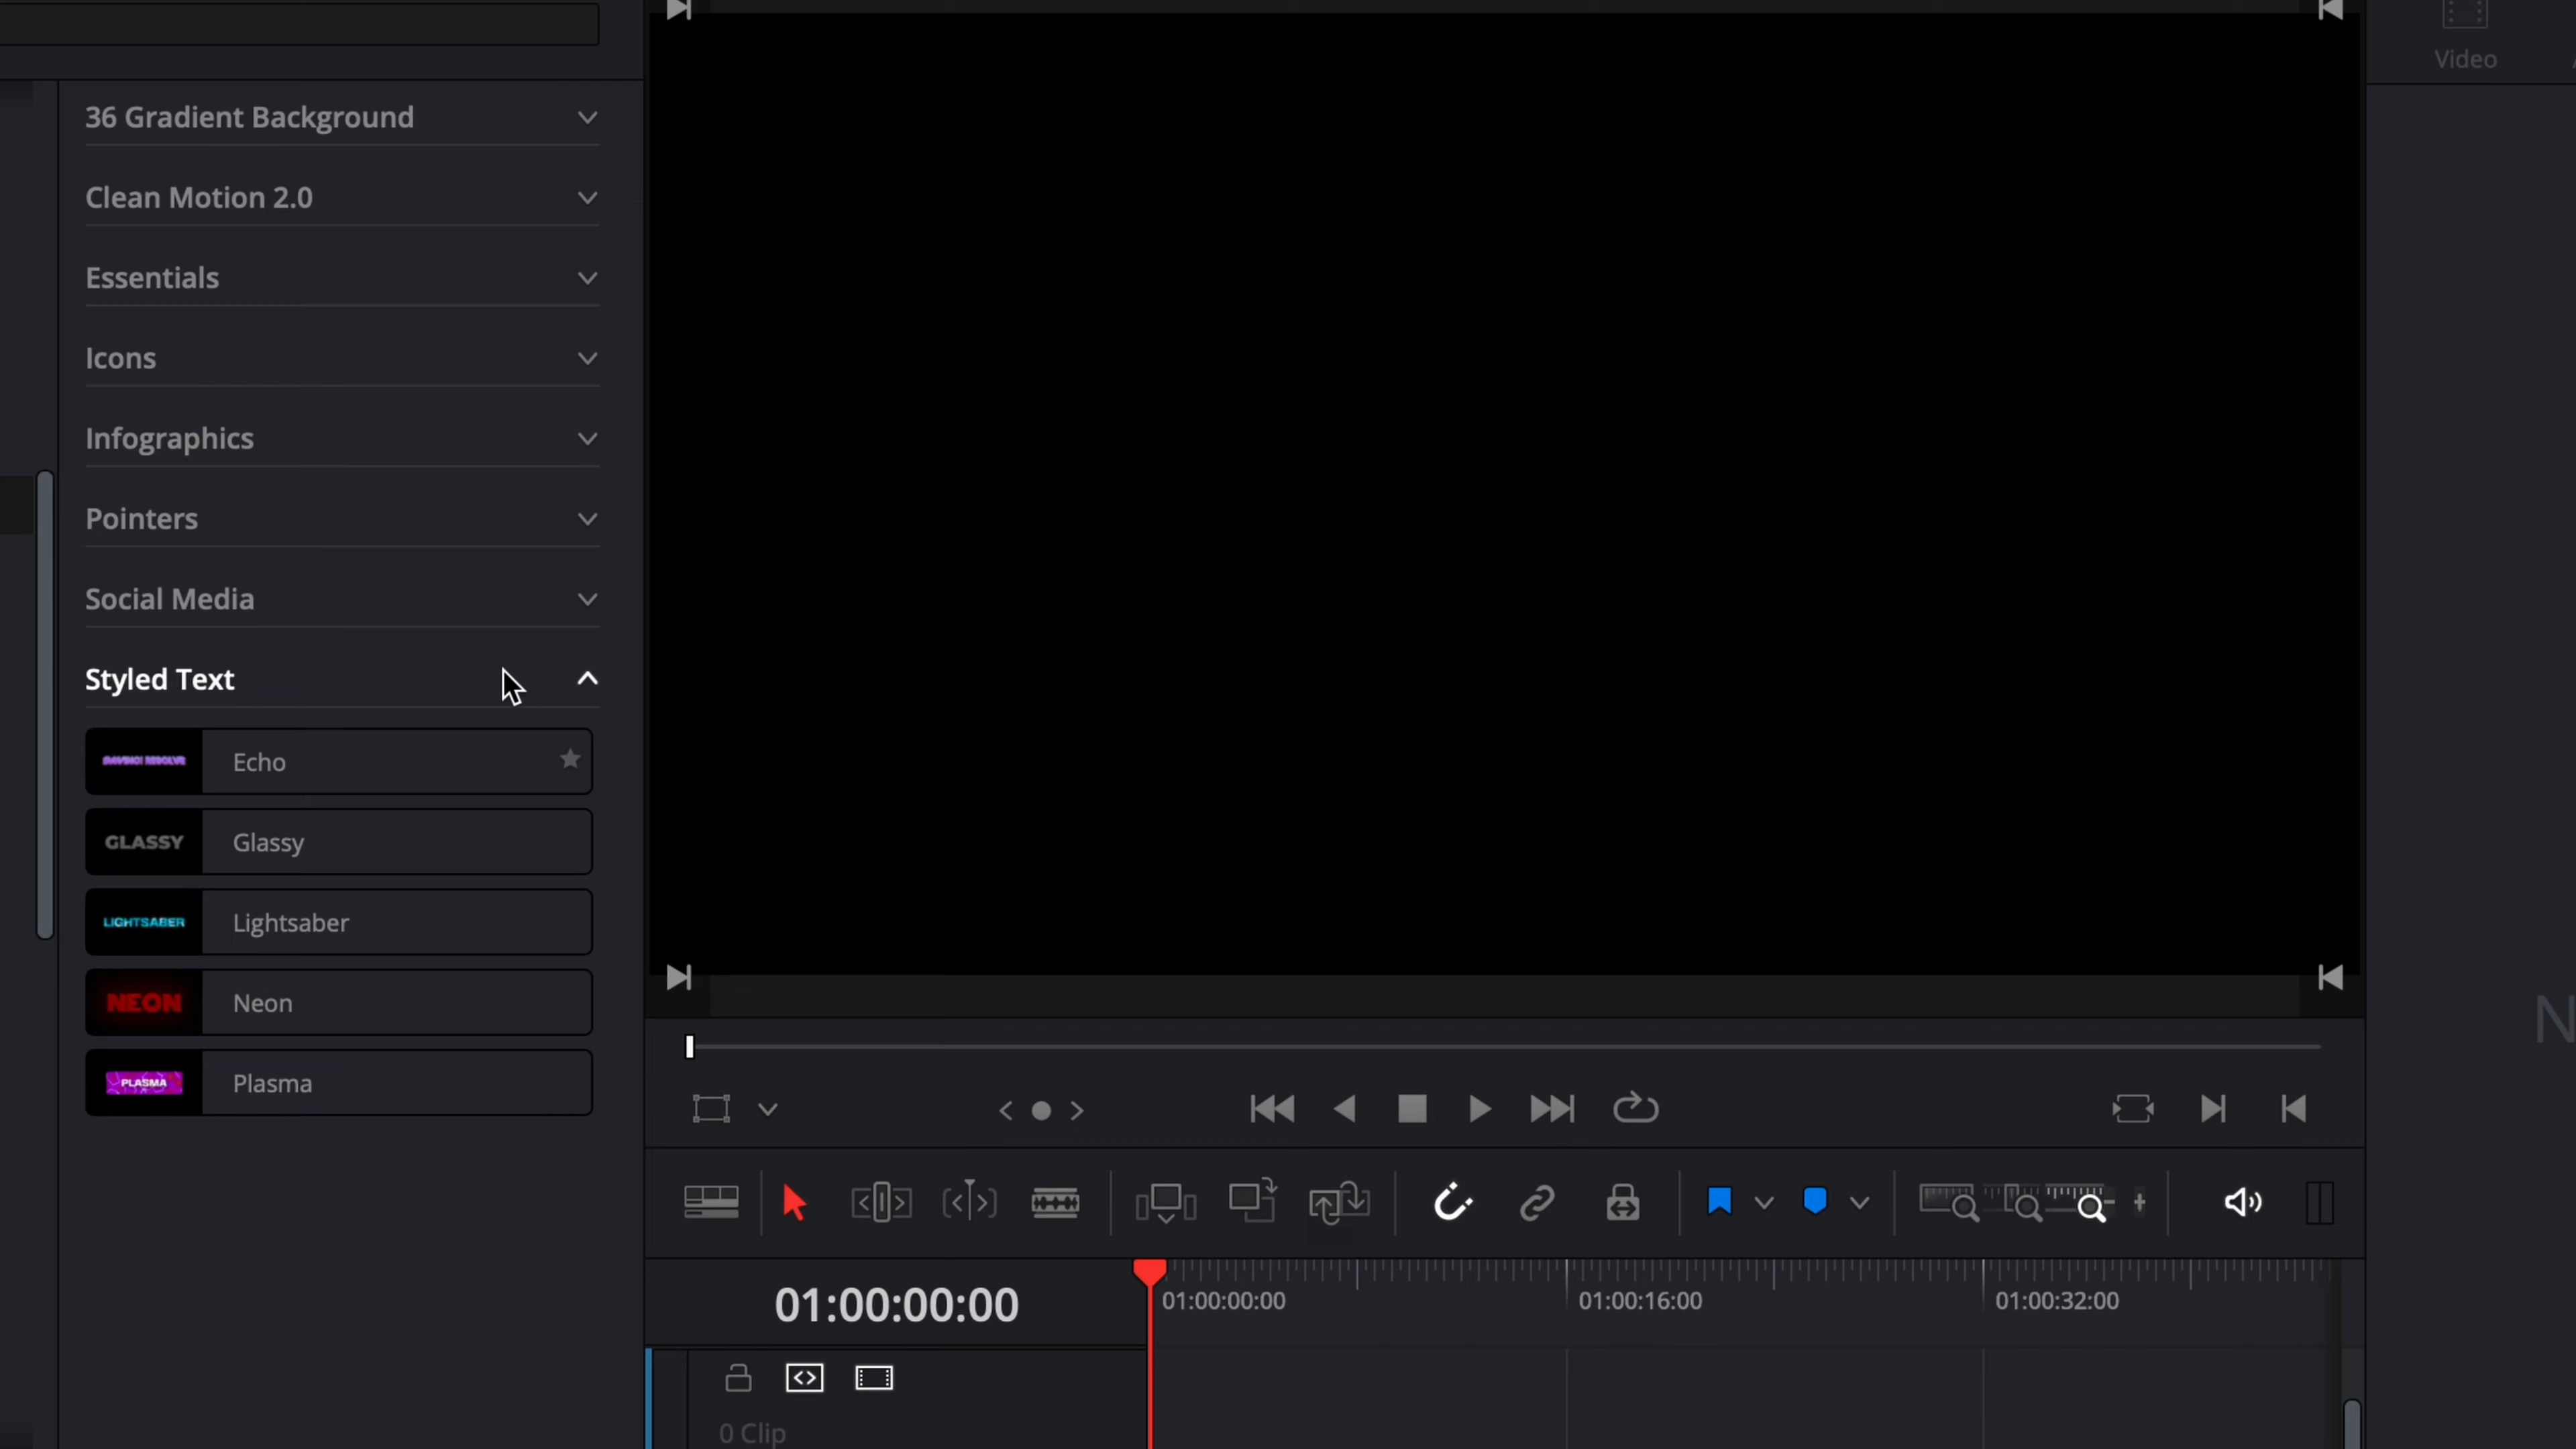 Video
36 Gradient Background
Clean Motion 2.0
Essentials
Icons
Infographics
Pointers
Social Media
Styled Text
DAVINCI RESOLVE
Echo
GLASSY
Glassy
LIGHTSABER
Lightsaber
NEON
Neon
PLASMA
Plasma
01:00:00:00
01:00:00:00
01:00:16:00
01:00:32:00
0 Clip